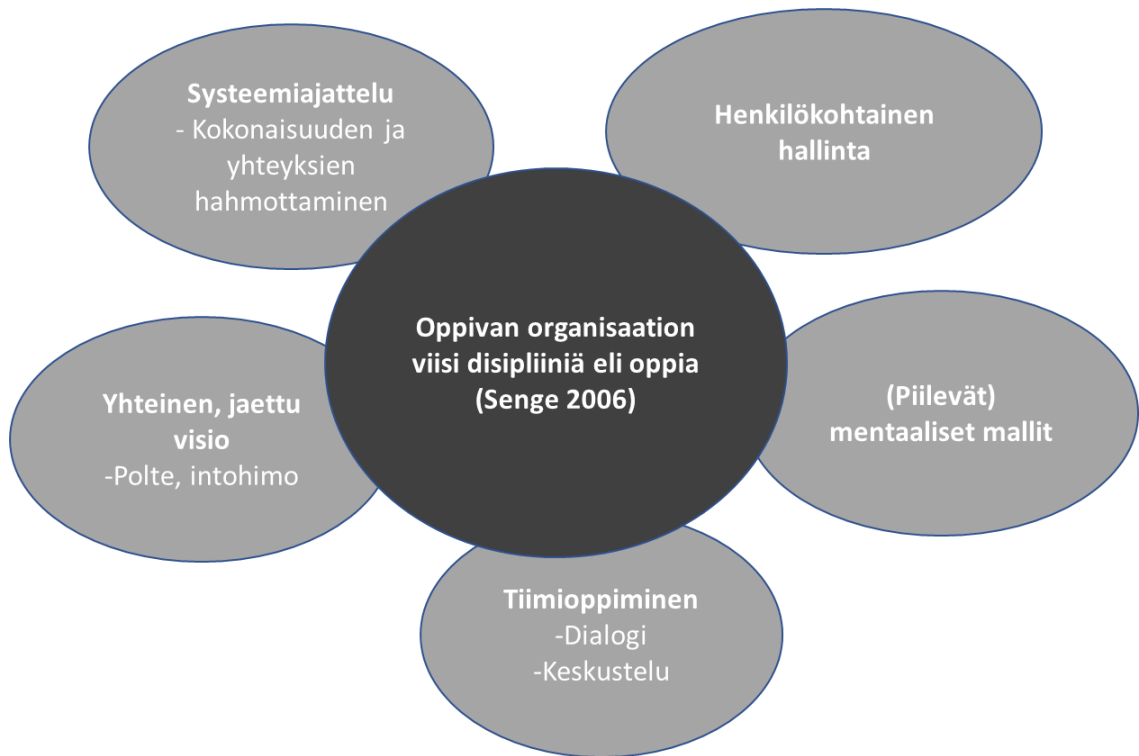 Systeemiajattelu
- Kokonaisuuden ja
yhteyksien
hahmottaminen
Henkilökohtainen
hallinta
Oppivan organisaation
viisi disipliiniä eli oppia
(Senge 2006)
Yhteinen, jaettu
visio
-Polte, intohimo
(Piilevät)
mentaaliset mallit
Tiimioppiminen
-Dialogi
-Keskustelu